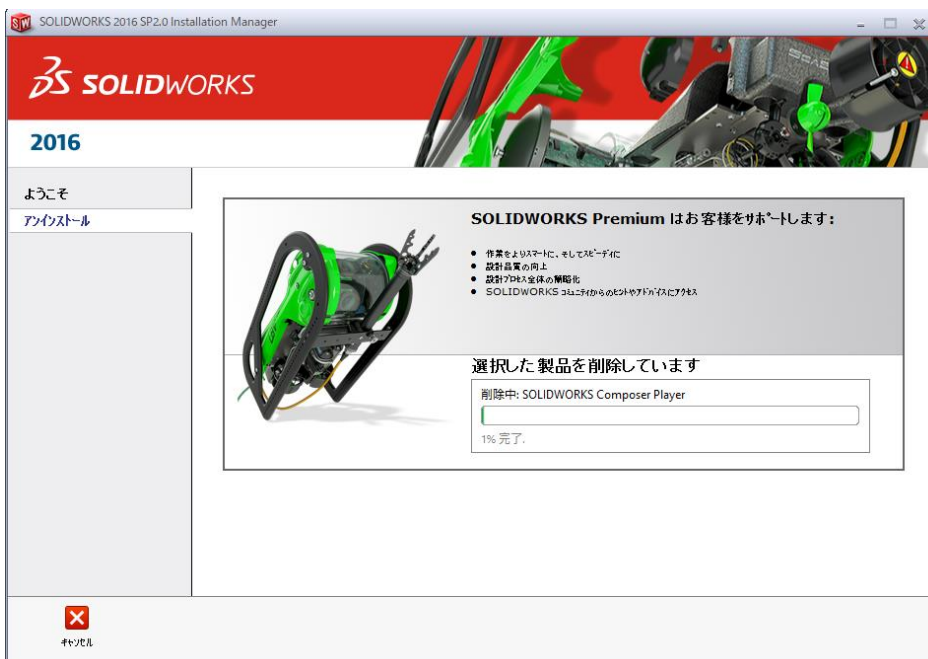 SOLIDWORKS 2016 SP2.0 Installation Manager
SOLIDWORKS
2016
ようこそ
アンインストール
SOLIDWORKS Premium はお客様をサポートします:
作業をよりスマートに、そしてスピーディに
設計品質の向上
設計プロセス全体の簡略化
SOLIDWORKS コミュニティからのヒントやアドバイスにアクセス
選択した製品を削除しています
削除中: SOLIDWORKS Composer Player
1% 完了.
キャンセル